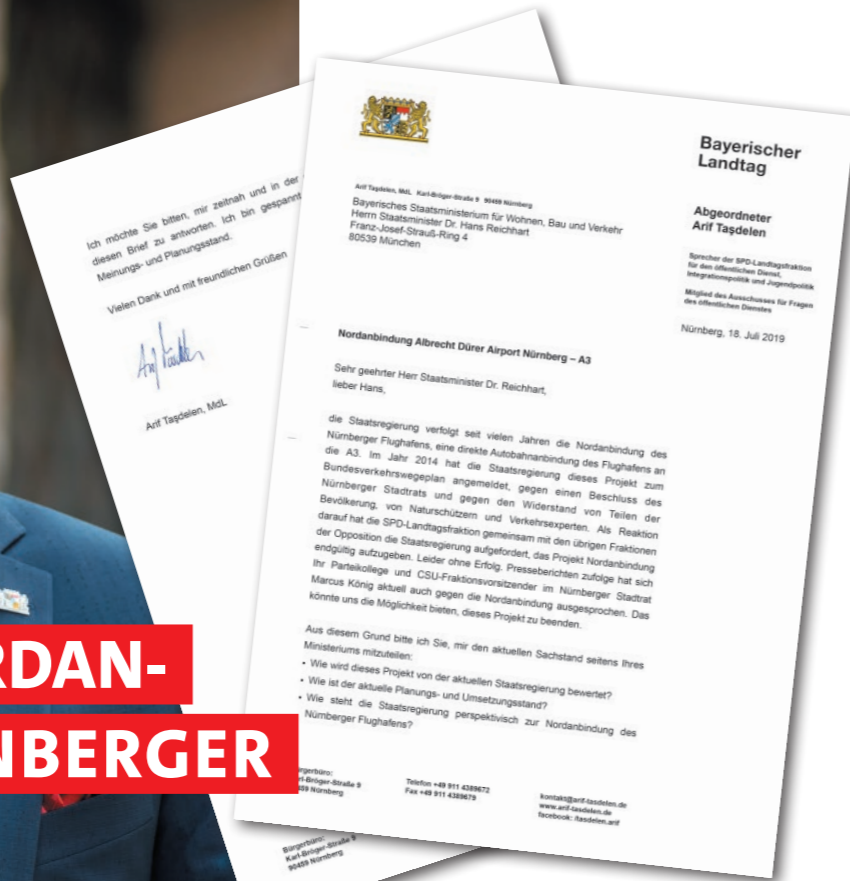 Ich möchte Sie bitten, mir zeitnah und in der
diesen Brief zu antworten. Ich bin gespannt
Meinungs- und Planungsstand.
Vielen Dank und mit freundlichen Grüßen
Arif Taşdelen, MdL
Bürgerbüro:
Karl-Bröger-Straße 9
90459 Nürnberg
Bayerischer
Landtag
Arif Taşdelen, MdL Karl-Bröger-Straße 9 90459 Nürnberg
Bayerisches Staatsministerium für Wohnen, Bau und Verkehr
Herrn Staatsminister Dr. Hans Reichhart
Franz-Josef-Strauß-Ring 4
80539 München
Abgeordneter
Arif Taşdelen
Sprecher der SPD-Landtagsfraktion
für den öffentlichen Dienst,
Integrationspolitik und Jugendpolitik
Mitglied des Ausschusses für Fragen
des öffentlichen Dienstes
Nürnberg, 18. Juli 2019
Nordanbindung Albrecht Dürer Airport Nürnberg – A3
Sehr geehrter Herr Staatsminister Dr. Reichhart,
lieber Hans,
die Staatsregierung verfolgt seit vielen Jahren die Nordanbindung des
Nürnberger Flughafens, eine direkte Autobahnanbindung des Flughafens an
die A3. Im Jahr 2014 hat die Staatsregierung dieses Projekt zum
Bundesverkehrswegeplan angemeldet, gegen einen Beschluss des
Nürnberger Stadtrats und gegen den Widerstand von Teilen der
Bevölkerung, von Naturschützern und Verkehrsexperten. Als Reaktion
darauf hat die SPD-Landtagsfraktion gemeinsam mit den übrigen Fraktionen
der Opposition die Staatsregierung aufgefordert, das Projekt Nordanbindung
endgültig aufzugeben. Leider ohne Erfolg. Presseberichten zufolge hat sich
Ihr Parteikollege und CSU-Fraktionsvorsitzender im Nürnberger Stadtrat
Marcus König aktuell auch gegen die Nordanbindung ausgesprochen. Das
könnte uns die Möglichkeit bieten, dieses Projekt zu beenden.
Aus diesem Grund bitte ich Sie, mir den aktuellen Sachstand seitens Ihres
Ministeriums mitzuteilen:
• Wie wird dieses Projekt von der aktuellen Staatsregierung bewertet?
• Wie ist der aktuelle Planungs- und Umsetzungsstand?
• Wie steht die Staatsregierung perspektivisch zur Nordanbindung des
Nürnberger Flughafens?
rgerbüro:
rl-Bröger-Straße 9
459 Nürnberg
Telefon +49 911 4389672
Fax +49 911 4389679
kontakt@arif-tasdelen.de
www.arif-tasdelen.de
facebook: /tasdelen.arif
RDAN-
NBERGER